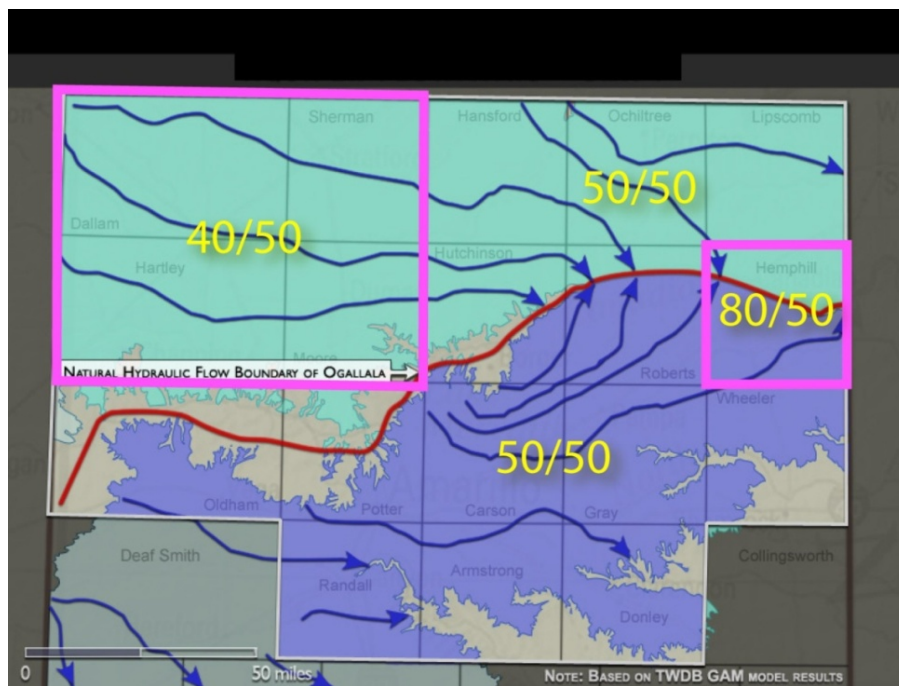 Sherman
Hansford
Ochiltree
Lipscomb
50/50
Dallam
40/50
Hutchinson
Hartley
Hemphill
80/50
Moore
NATURAL HYDRAULIC FLOW BOUNDARY OF OGALLALA
Roberts
Wheeler
50/50
Amarillo
Oldham
Potter
Carson
Gray
Deaf Smith
Collingsworth
Armstrong
Randall
Donley
0
50 miles
NOTE: BASED ON TWDB GAM MODEL RESULTS